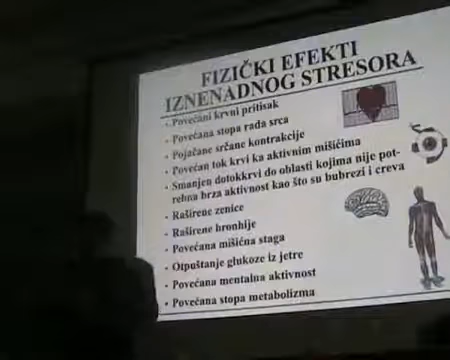 FIZIČKI EFEKTI
IZNENADNOG STRESORA
- Povećani krvni pritisak
- Povećana stopa rada srca
- Pojačane srčane kontrakcije
- Povećan tok krvi ka aktivnim mišićima
- Smanjen dotokkrvi do oblasti kojima nije pot-
rebna brza aktivnost kao što su bubrezi i creva
- Raširene zenice
- Raširene bronhije
- Povećana mišićna staga
- Otpuštanje glukoze iz jetre
- Povećana mentalna aktivnost
- Povećana stopa metabolizma